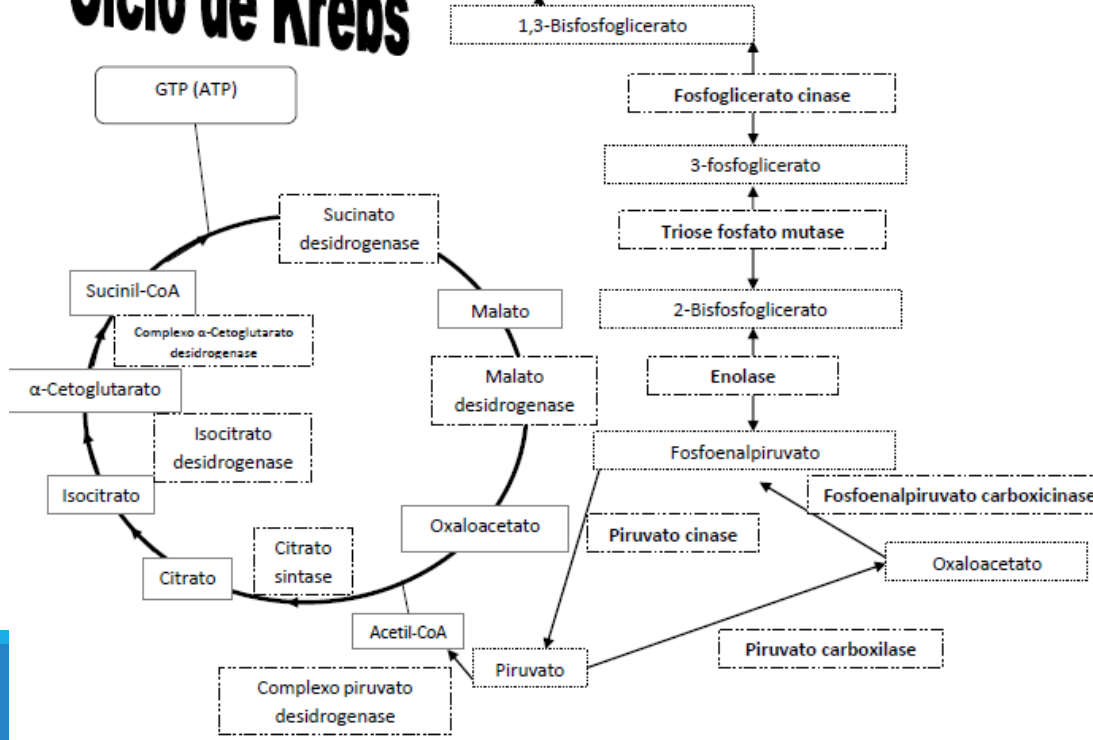 Ciclo de Krebs
1,3-Bisfosfoglicerato
GTP (ATP)
Fosfoglicerato cinase
3-fosfoglicerato
Sucinato
desidrogenase
Triose fosfato mutase
Sucinil-CoA
Malato
2-Bisfosfoglicerato
Complexo α-Cetoglutarato
desidrogenase
α-Cetoglutarato
Malato
desidrogenase
Enolase
Isocitrato
desidrogenase
Fosfoenalpiruvato
Isocitrato
Fosfoenalpiruvato carboxicinase
Oxaloacetato
Piruvato cinase
Citrato
sintase
Oxaloacetato
Citrato
Acetil-CoA
Piruvato carboxilase
Piruvato
Complexo piruvato
desidrogenase